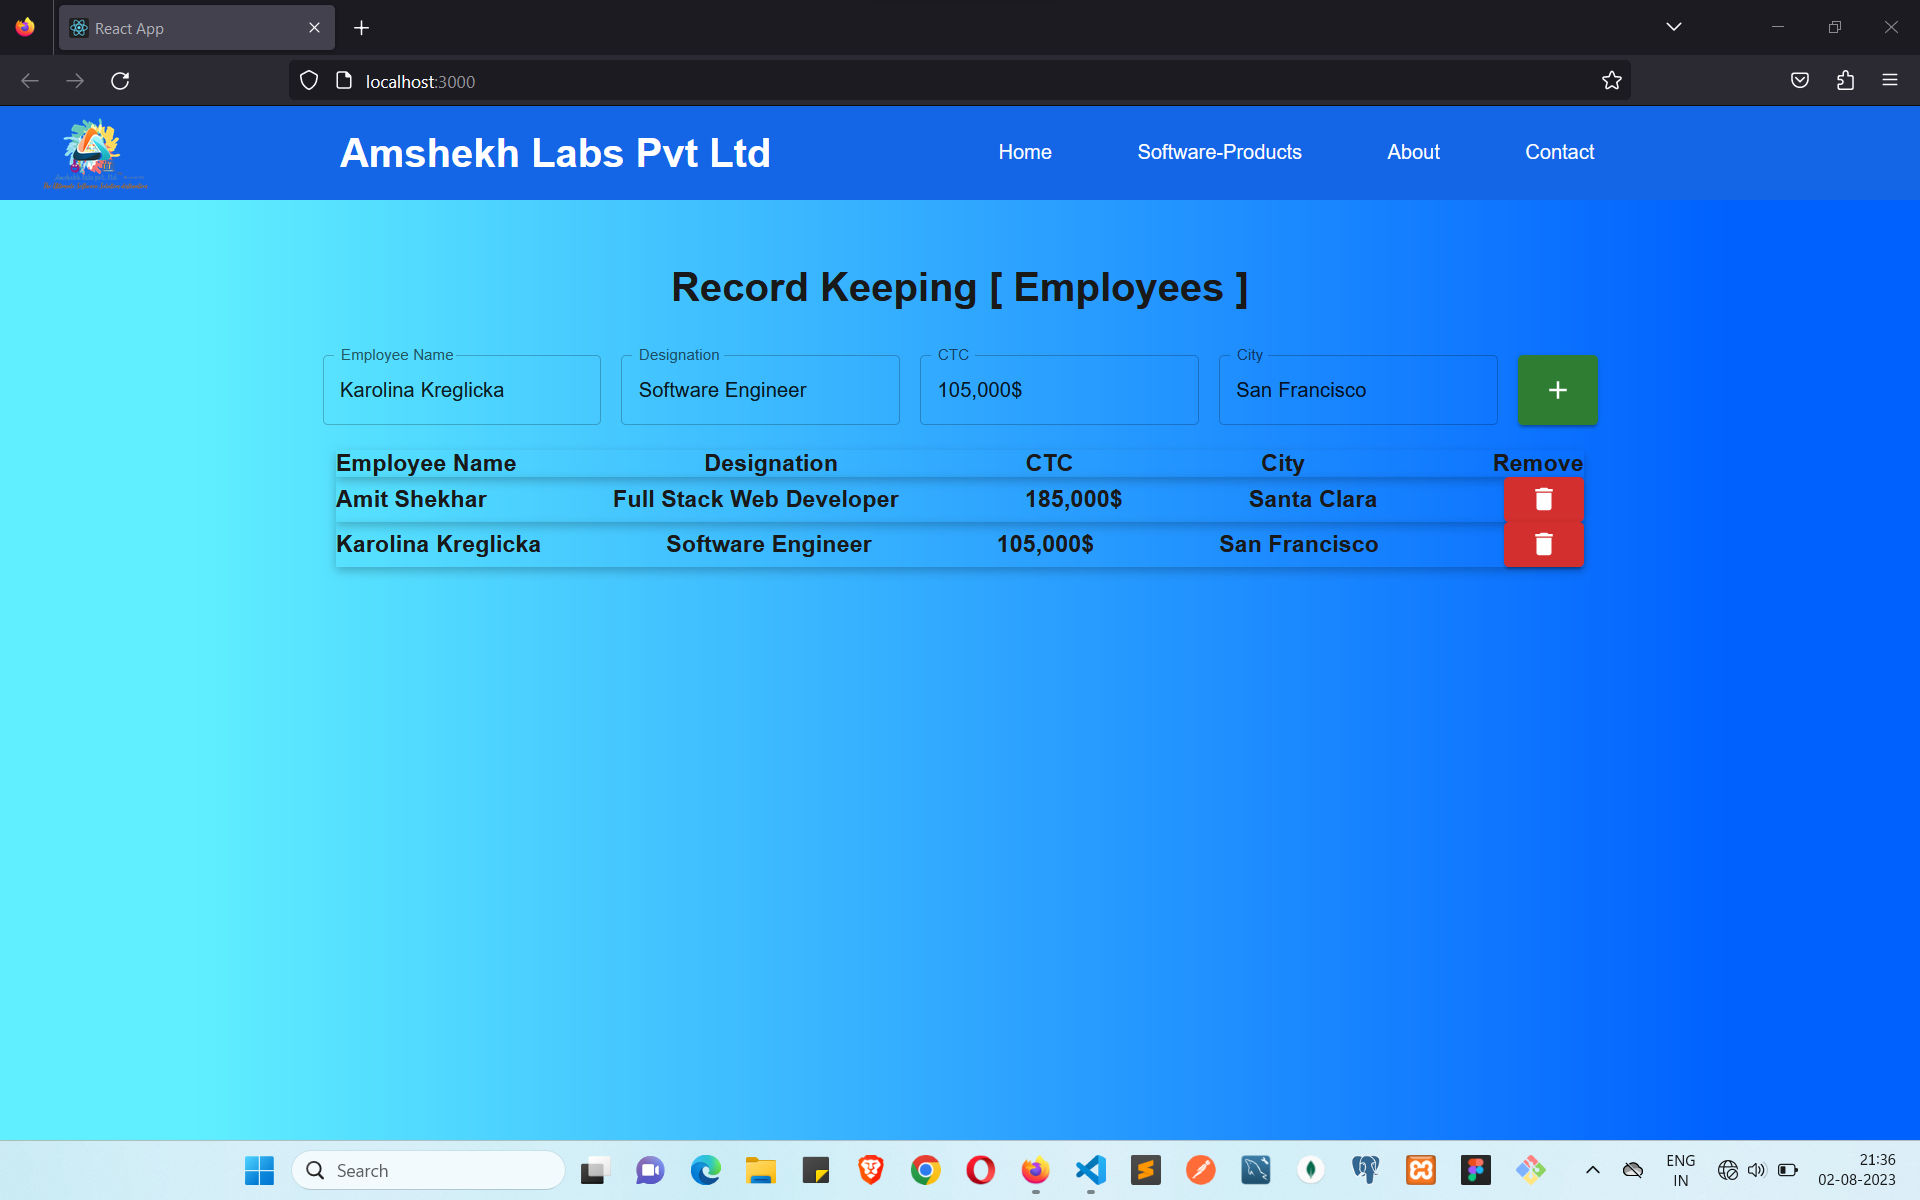 React App
localhost:3000
Amshekh Labs Pvt Ltd
Home Software-Products About Contact
Record Keeping [ Employees ]
Employee Name Designation CTC City
Karolina Kreglicka Software Engineer 105,000$ San Francisco
Employee Name Designation CTC City Remove
Amit Shekhar Full Stack Web Developer 185,000$ Santa Clara
Karolina Kreglicka Software Engineer 105,000$ San Francisco
Search
ENG
IN
21:36
02-08-2023